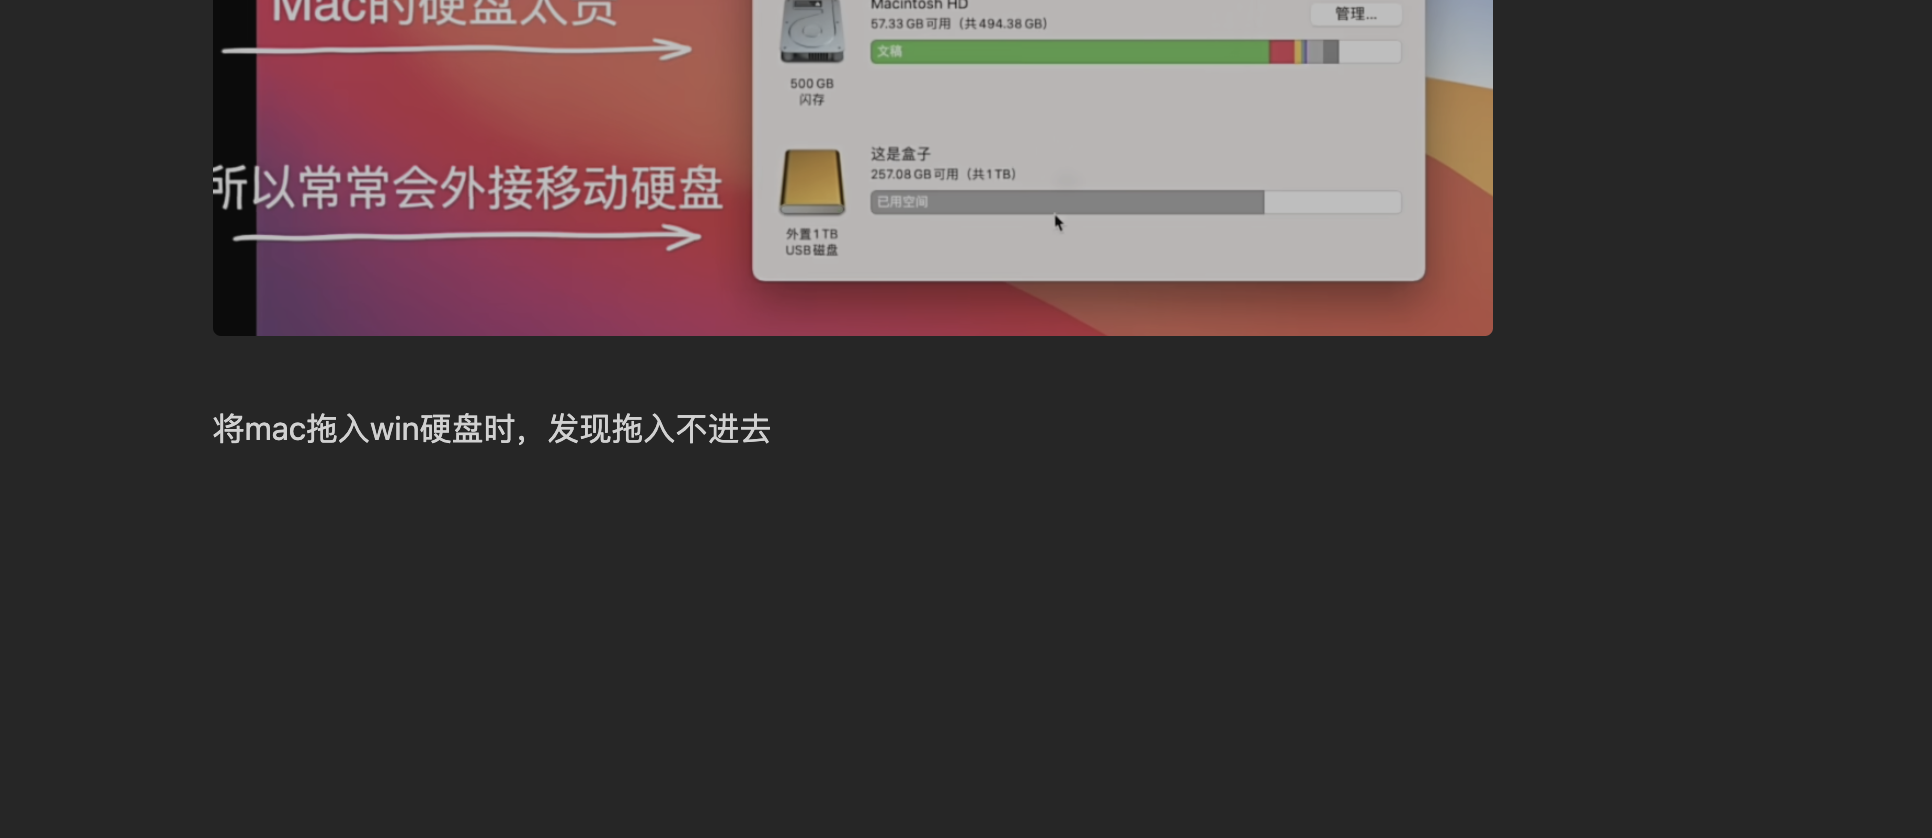 Mac的硬盘太贵
Macintosh HD
57.33 GB 可用（共 494.38 GB）
管理...
文稿
500 GB
闪存
所以常常会外接移动硬盘
这是盒子
257.08 GB 可用（共 1 TB）
已用空间
外置 1 TB
USB 磁盘
将mac拖入win硬盘时，发现拖入不进去